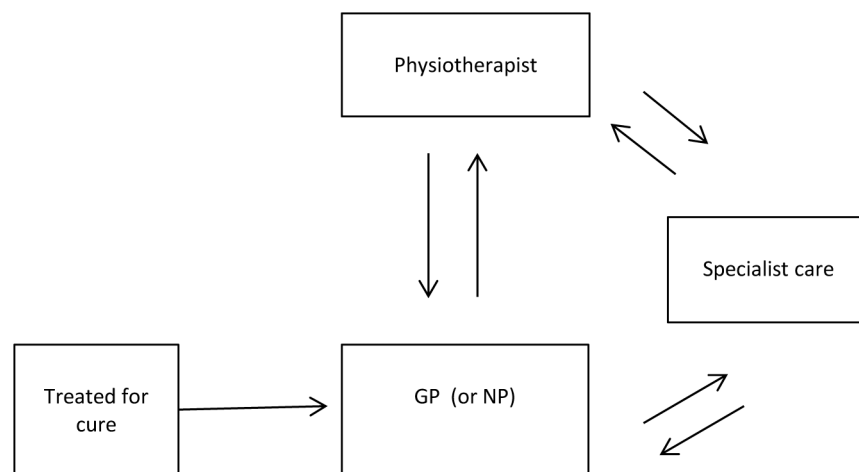 Physiotherapist
Specialist care
Treated for
cure
GP (or NP)